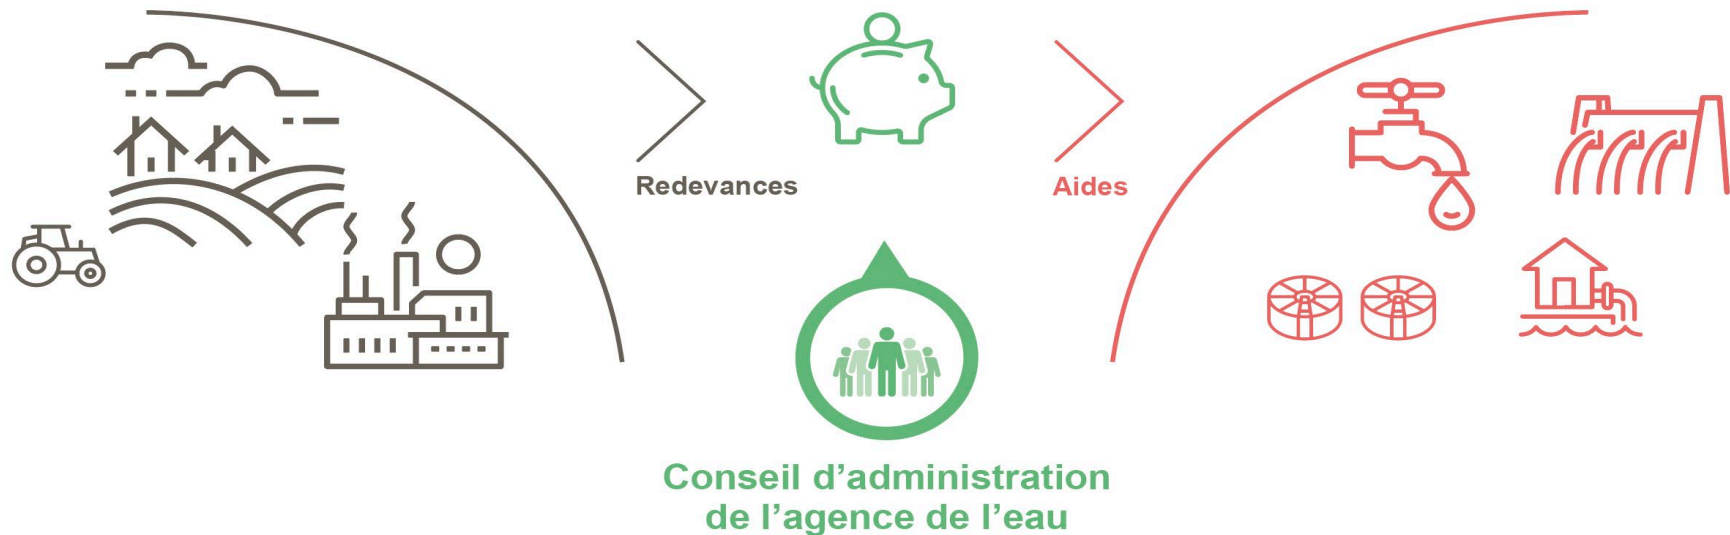 Redevances
Aides
Conseil d’administration
de l’agence de l’eau